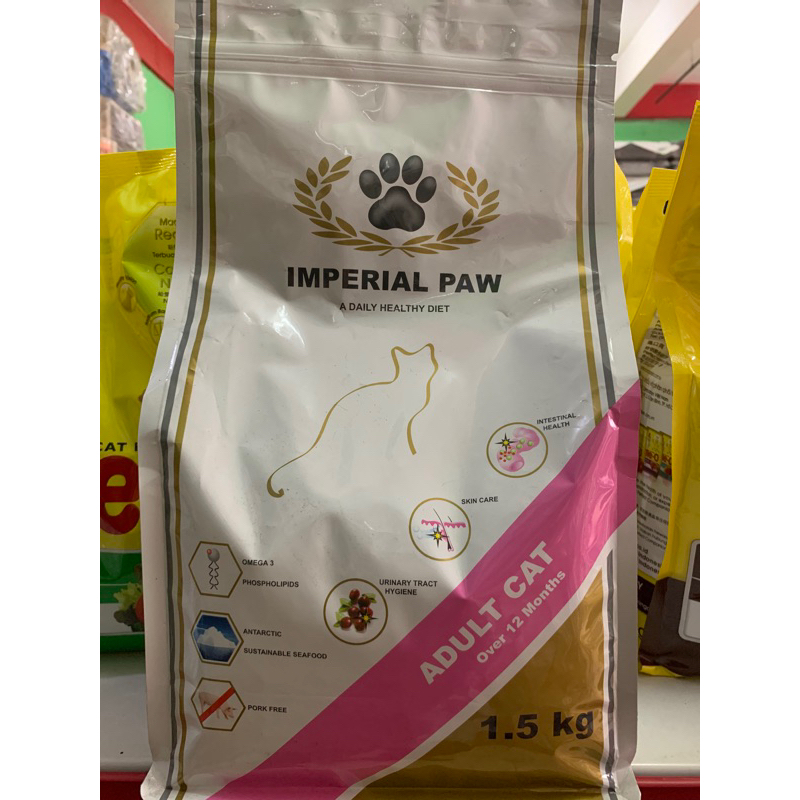 IMPERIAL PAW
A DAILY HEALTHY DIET
INTESTINAL
HEALTH
SKIN CARE
OMEGA 3
PHOSPHOLIPIDS
URINARY TRACT
HYGIENE
ANTARCTIC
SUSTAINABLE SEAFOOD
PORK FREE
ADULT CAT
Over 12 Months
1.5 kg
CAT